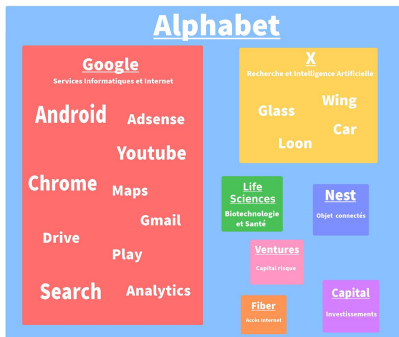 Alphabet
Google
Services Informatiques et Internet
Android
Adsense
Youtube
Chrome
Maps
Gmail
Drive
Play
Search
Analytics
X
Recherche et Intelligence Artificielle
Glass
Wing
Car
Loon
Life
Sciences
Biotechnologie
et Santé
Nest
Objet connectés
Ventures
Capital risque
Fiber
Accès Internet
Capital
Investissements